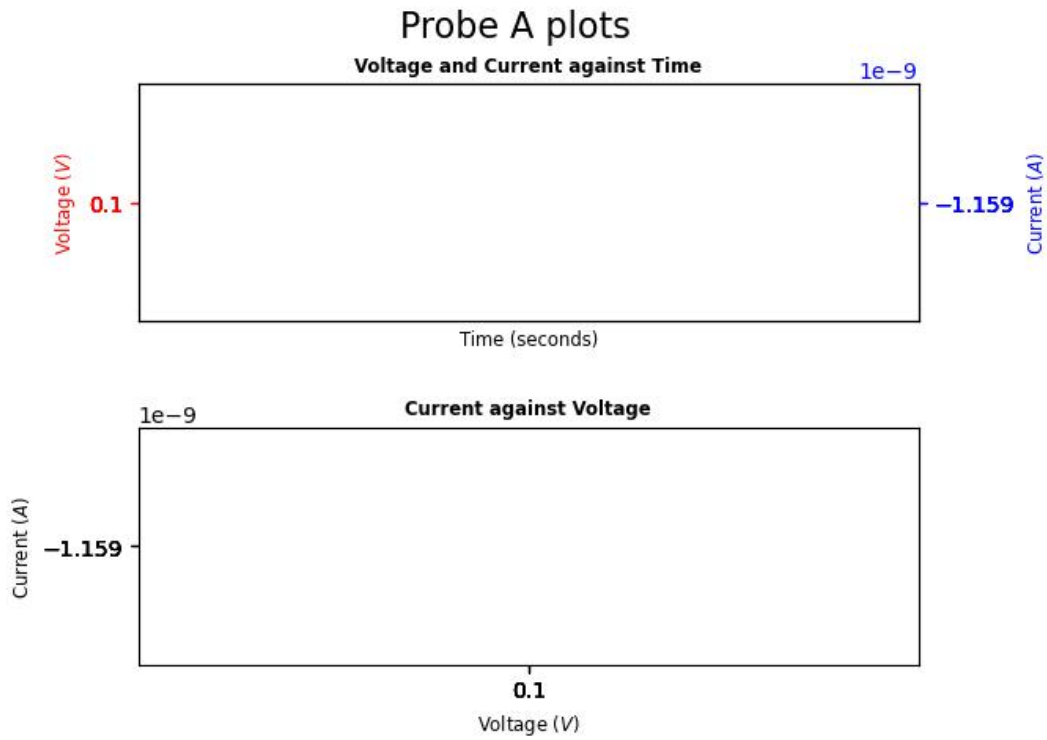 Probe A plots
Voltage and Current against Time
1e−9
Voltage (V)
0.1
−1.159
Current (A)
Time (seconds)
Current against Voltage
1e−9
Current (A)
−1.159
0.1
Voltage (V)